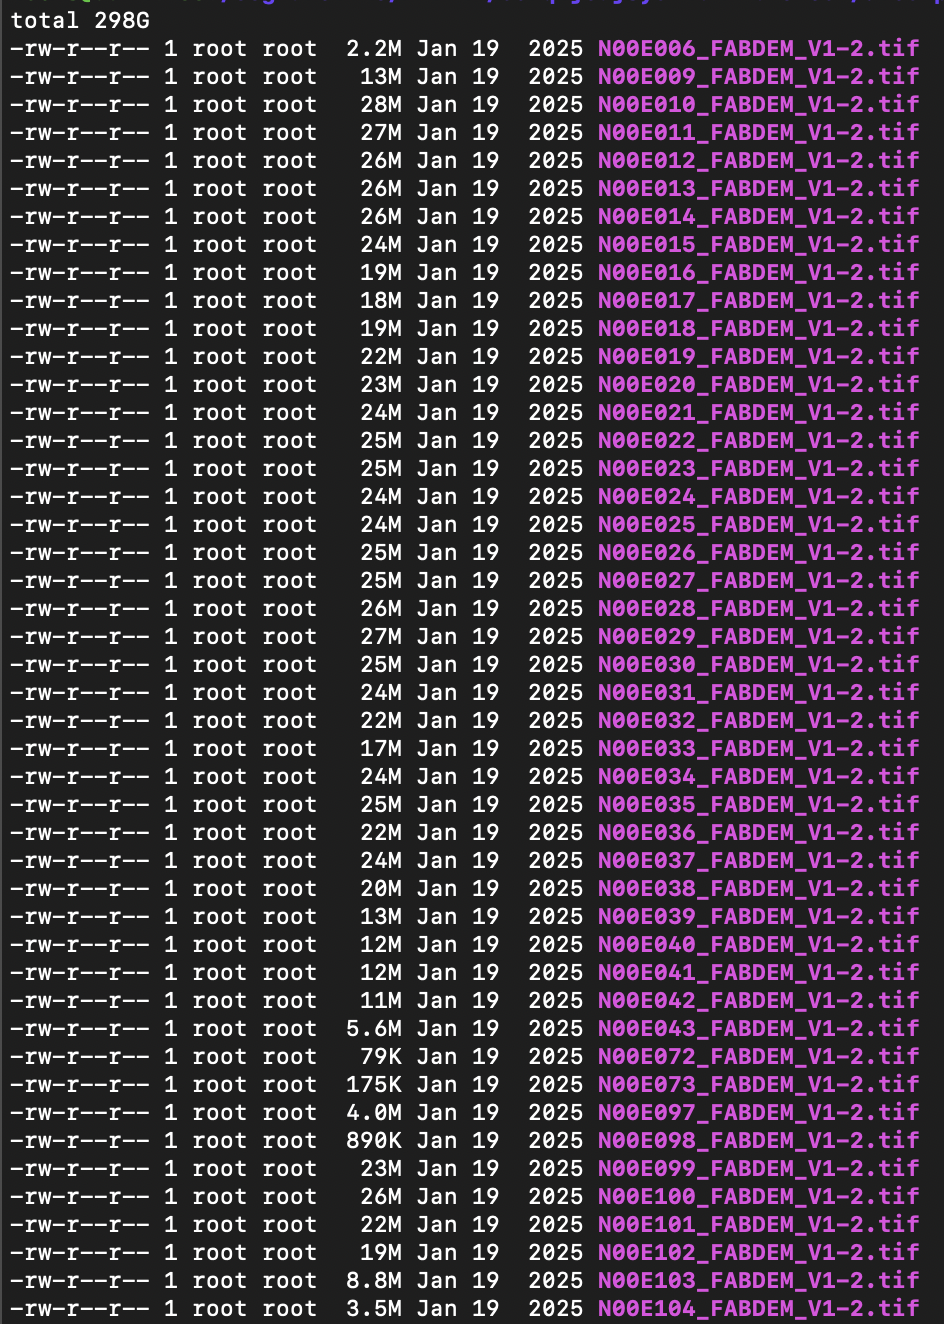 total 298G
-rw-r--r-- 1 root root  2.2M Jan 19  2025 N00E006_FABDEM_V1-2.tif
-rw-r--r-- 1 root root   13M Jan 19  2025 N00E009_FABDEM_V1-2.tif
-rw-r--r-- 1 root root   28M Jan 19  2025 N00E010_FABDEM_V1-2.tif
-rw-r--r-- 1 root root   27M Jan 19  2025 N00E011_FABDEM_V1-2.tif
-rw-r--r-- 1 root root   26M Jan 19  2025 N00E012_FABDEM_V1-2.tif
-rw-r--r-- 1 root root   26M Jan 19  2025 N00E013_FABDEM_V1-2.tif
-rw-r--r-- 1 root root   26M Jan 19  2025 N00E014_FABDEM_V1-2.tif
-rw-r--r-- 1 root root   24M Jan 19  2025 N00E015_FABDEM_V1-2.tif
-rw-r--r-- 1 root root   19M Jan 19  2025 N00E016_FABDEM_V1-2.tif
-rw-r--r-- 1 root root   18M Jan 19  2025 N00E017_FABDEM_V1-2.tif
-rw-r--r-- 1 root root   19M Jan 19  2025 N00E018_FABDEM_V1-2.tif
-rw-r--r-- 1 root root   22M Jan 19  2025 N00E019_FABDEM_V1-2.tif
-rw-r--r-- 1 root root   23M Jan 19  2025 N00E020_FABDEM_V1-2.tif
-rw-r--r-- 1 root root   24M Jan 19  2025 N00E021_FABDEM_V1-2.tif
-rw-r--r-- 1 root root   25M Jan 19  2025 N00E022_FABDEM_V1-2.tif
-rw-r--r-- 1 root root   25M Jan 19  2025 N00E023_FABDEM_V1-2.tif
-rw-r--r-- 1 root root   24M Jan 19  2025 N00E024_FABDEM_V1-2.tif
-rw-r--r-- 1 root root   24M Jan 19  2025 N00E025_FABDEM_V1-2.tif
-rw-r--r-- 1 root root   25M Jan 19  2025 N00E026_FABDEM_V1-2.tif
-rw-r--r-- 1 root root   25M Jan 19  2025 N00E027_FABDEM_V1-2.tif
-rw-r--r-- 1 root root   26M Jan 19  2025 N00E028_FABDEM_V1-2.tif
-rw-r--r-- 1 root root   27M Jan 19  2025 N00E029_FABDEM_V1-2.tif
-rw-r--r-- 1 root root   25M Jan 19  2025 N00E030_FABDEM_V1-2.tif
-rw-r--r-- 1 root root   24M Jan 19  2025 N00E031_FABDEM_V1-2.tif
-rw-r--r-- 1 root root   22M Jan 19  2025 N00E032_FABDEM_V1-2.tif
-rw-r--r-- 1 root root   17M Jan 19  2025 N00E033_FABDEM_V1-2.tif
-rw-r--r-- 1 root root   24M Jan 19  2025 N00E034_FABDEM_V1-2.tif
-rw-r--r-- 1 root root   25M Jan 19  2025 N00E035_FABDEM_V1-2.tif
-rw-r--r-- 1 root root   22M Jan 19  2025 N00E036_FABDEM_V1-2.tif
-rw-r--r-- 1 root root   24M Jan 19  2025 N00E037_FABDEM_V1-2.tif
-rw-r--r-- 1 root root   20M Jan 19  2025 N00E038_FABDEM_V1-2.tif
-rw-r--r-- 1 root root   13M Jan 19  2025 N00E039_FABDEM_V1-2.tif
-rw-r--r-- 1 root root   12M Jan 19  2025 N00E040_FABDEM_V1-2.tif
-rw-r--r-- 1 root root   12M Jan 19  2025 N00E041_FABDEM_V1-2.tif
-rw-r--r-- 1 root root   11M Jan 19  2025 N00E042_FABDEM_V1-2.tif
-rw-r--r-- 1 root root  5.6M Jan 19  2025 N00E043_FABDEM_V1-2.tif
-rw-r--r-- 1 root root   79K Jan 19  2025 N00E072_FABDEM_V1-2.tif
-rw-r--r-- 1 root root  175K Jan 19  2025 N00E073_FABDEM_V1-2.tif
-rw-r--r-- 1 root root  4.0M Jan 19  2025 N00E097_FABDEM_V1-2.tif
-rw-r--r-- 1 root root  890K Jan 19  2025 N00E098_FABDEM_V1-2.tif
-rw-r--r-- 1 root root   23M Jan 19  2025 N00E099_FABDEM_V1-2.tif
-rw-r--r-- 1 root root   26M Jan 19  2025 N00E100_FABDEM_V1-2.tif
-rw-r--r-- 1 root root   22M Jan 19  2025 N00E101_FABDEM_V1-2.tif
-rw-r--r-- 1 root root   19M Jan 19  2025 N00E102_FABDEM_V1-2.tif
-rw-r--r-- 1 root root  8.8M Jan 19  2025 N00E103_FABDEM_V1-2.tif
-rw-r--r-- 1 root root  3.5M Jan 19  2025 N00E104_FABDEM_V1-2.tif